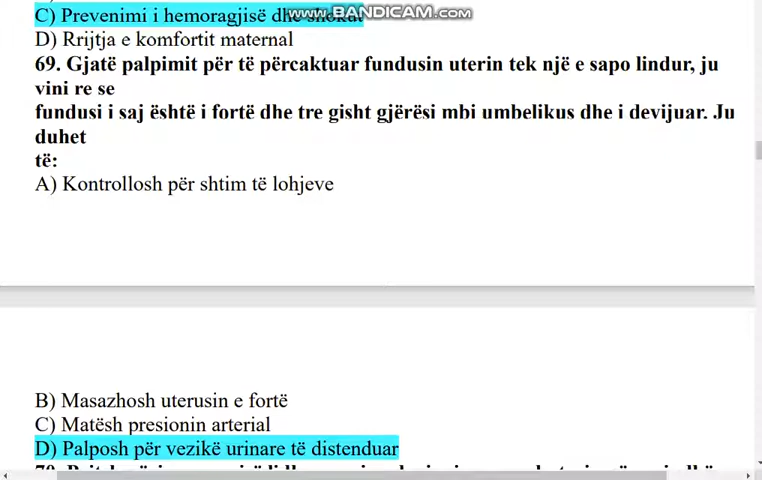 www.BANDICAM.com
C) Prevenimi i hemoragjisë dhe shokut
D) Rrijtja e komfortit maternal
69. Gjatë palpimit për të përcaktuar fundusin uterin tek një e sapo lindur, ju
vini re se
fundusi i saj është i fortë dhe tre gisht gjërësi mbi umbelikus dhe i devijuar. Ju
duhet
të:
A) Kontrollosh për shtim të lohjeve
B) Masazhosh uterusin e fortë
C) Matësh presionin arterial
D) Palposh për vezikë urinare të distenduar